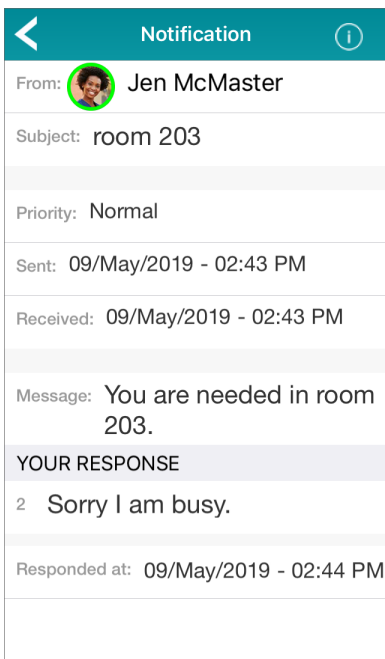 Notification
From: Jen McMaster
Subject: room 203
Priority: Normal
Sent: 09/May/2019 - 02:43 PM
Received: 09/May/2019 - 02:43 PM
Message: You are needed in room
203.
YOUR RESPONSE
2 Sorry I am busy.
Responded at: 09/May/2019 - 02:44 PM